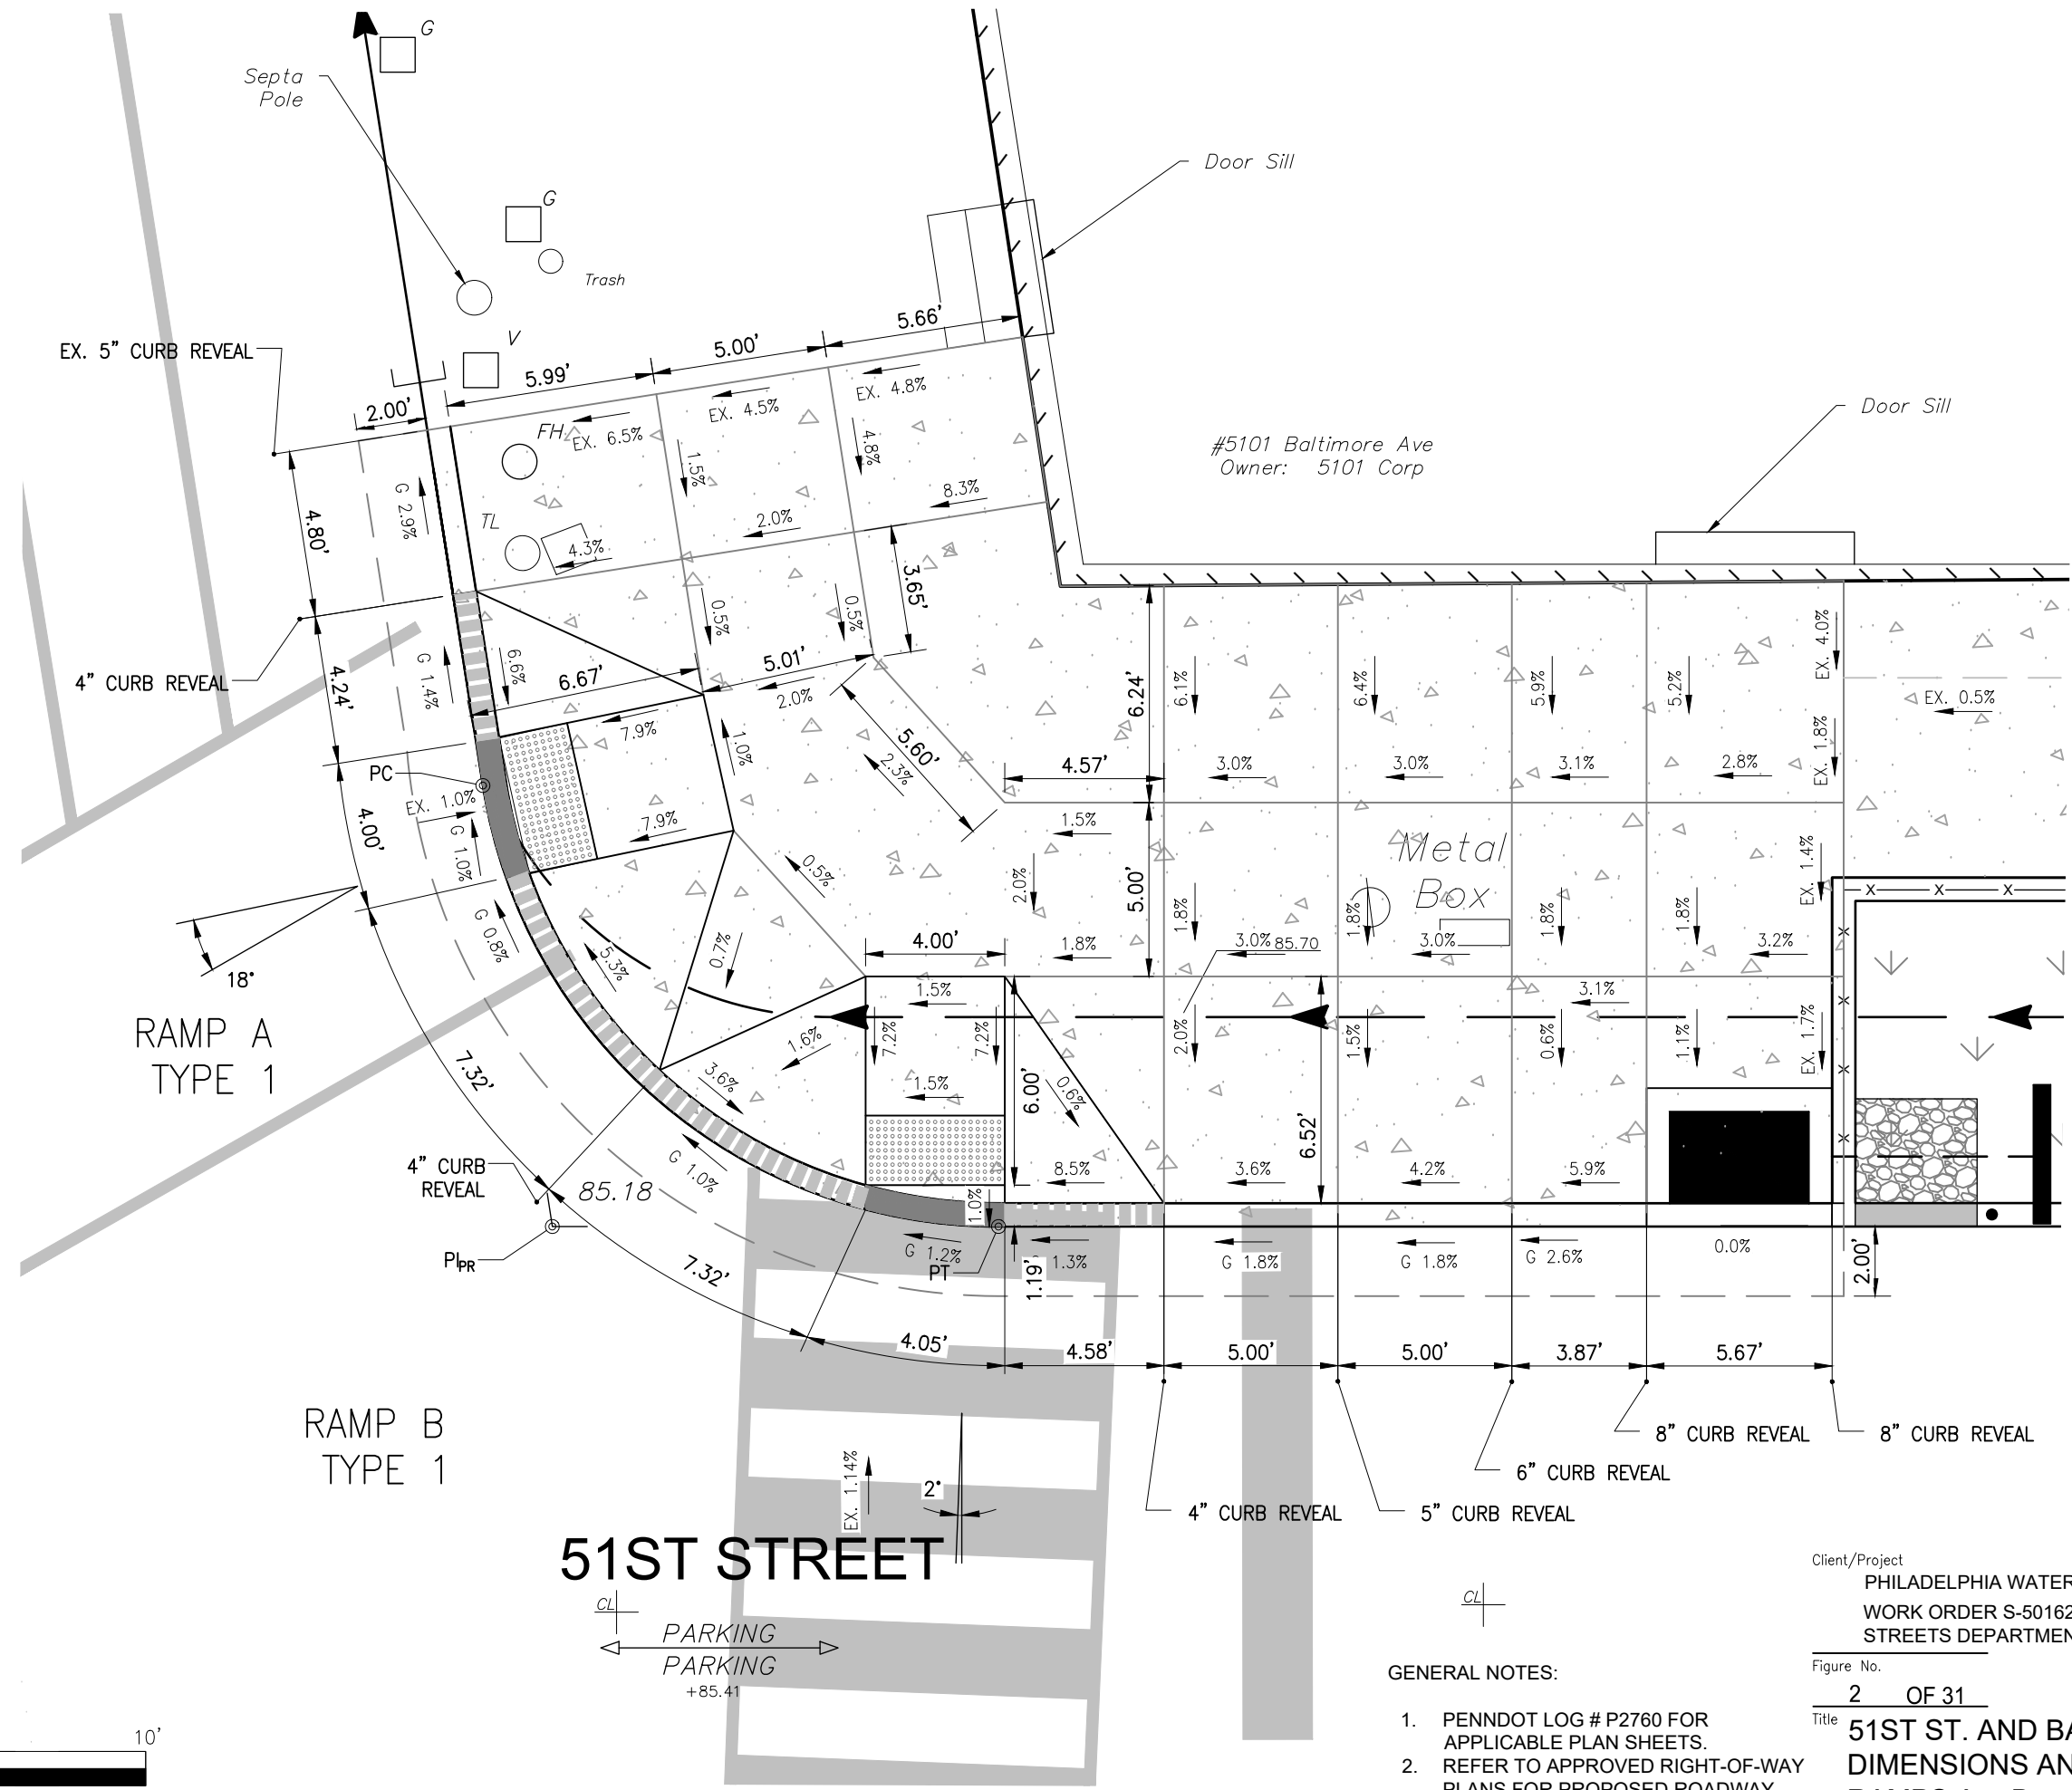 G
Septa
Pole
G
Trash
V
Door Sill
EX. 5" CURB REVEAL
2.00'
5.99'
5.00'
5.66'
FH
EX. 6.5%
EX. 4.5%
EX. 4.8%
Door Sill
#5101 Baltimore Ave
Owner: 5101 Corp
G 2.9%
1.5%
4.8%
8.3%
4.80'
TL
4.3%
2.0%
3.65'
4" CURB REVEAL
4.24'
G 1.4%
6.6%
0.5%
0.5%
6.67'
5.01'
2.0%
7.9%
1.0%
5.60'
2.3%
6.24'
6.1%
6.4%
5.9%
5.2%
EX. 4.0%
EX. 0.5%
EX. 1.8%
4.57'
3.0%
3.0%
3.1%
2.8%
PC
EX. 1.0%
4.00'
G 1.0%
7.9%
0.5%
1.5%
2.0%
5.00'
Metal
Box
1.8%
1.8%
1.8%
1.8%
EX. 1.4%
X
X
X
X
X
X
X
18°
G 0.8%
5.3%
0.7%
4.00'
1.8%
3.0%
85.70
3.0%
3.2%
RAMP A
TYPE 1
7.32'
1.5%
1.6%
7.2%
7.2%
1.5%
6.00'
0.6%
2.0%
1.5%
3.1%
0.6%
1.1%
EX. 1.7%
3.6%
6.52'
4" CURB
REVEAL
85.18
G 1.0%
8.5%
3.6%
4.2%
5.9%
1.0%
PIPR
G 1.2%
PT
1.3%
1.19'
G 1.8%
G 1.8%
G 2.6%
0.0%
2.00'
7.32'
4.05'
4.58'
5.00'
5.00'
3.87'
5.67'
RAMP B
TYPE 1
8" CURB REVEAL
8" CURB REVEAL
6" CURB REVEAL
4" CURB REVEAL
5" CURB REVEAL
EX. 1.14%
2°
51ST STREET
CL
CL
PARKING
PARKING
+85.41
10'
GENERAL NOTES:
1. PENNDOT LOG # P2760 FOR
APPLICABLE PLAN SHEETS.
2. REFER TO APPROVED RIGHT-OF-WAY
PLANS FOR PROPOSED ROADWAY
Client/Project
PHILADELPHIA WATER
WORK ORDER S-50162
STREETS DEPARTMEN
Figure No.
2 OF 31
Title
51ST ST. AND BA
DIMENSIONS AN